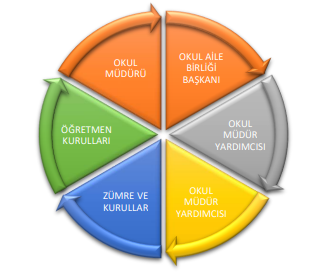 OKUL
MÜDÜRÜ
OKUL AİLE
BİRLİĞİ
BAŞKANI
OKUL
MÜDÜR
YARDIMCISI
OKUL
MÜDÜR
YARDIMCISI
ZÜMRE VE
KURULLAR
ÖĞRETMEN
KURULLARI